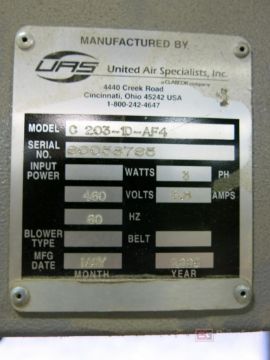 MANUFACTURED BY
UAS United Air Specialists, Inc.
a CLARCOR company
4440 Creek Road
Cincinnati, Ohio 45242 USA
1-800-242-4647
MODEL C 203-1D-AF4
SERIAL NO.
INPUT POWER WATTS 3 PH
460 VOLTS AMPS
60 HZ
BLOWER TYPE BELT
MFG DATE
MONTH YEAR